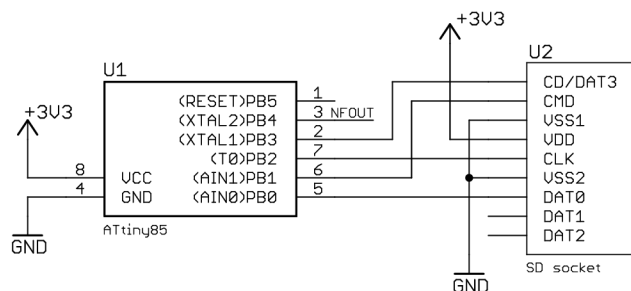 +3V3
U2
U1
+3V3
(RESET)PB5 1
(XTAL2)PB4 3 NFOUT
(XTAL1)PB3 2
(T0)PB2 7
(AIN1)PB1 6
(AIN0)PB0 5
8 VCC
4 GND
ATtiny85
GND
CD/DAT3
CMD
VSS1
VDD
CLK
VSS2
DAT0
DAT1
DAT2
SD socket
GND